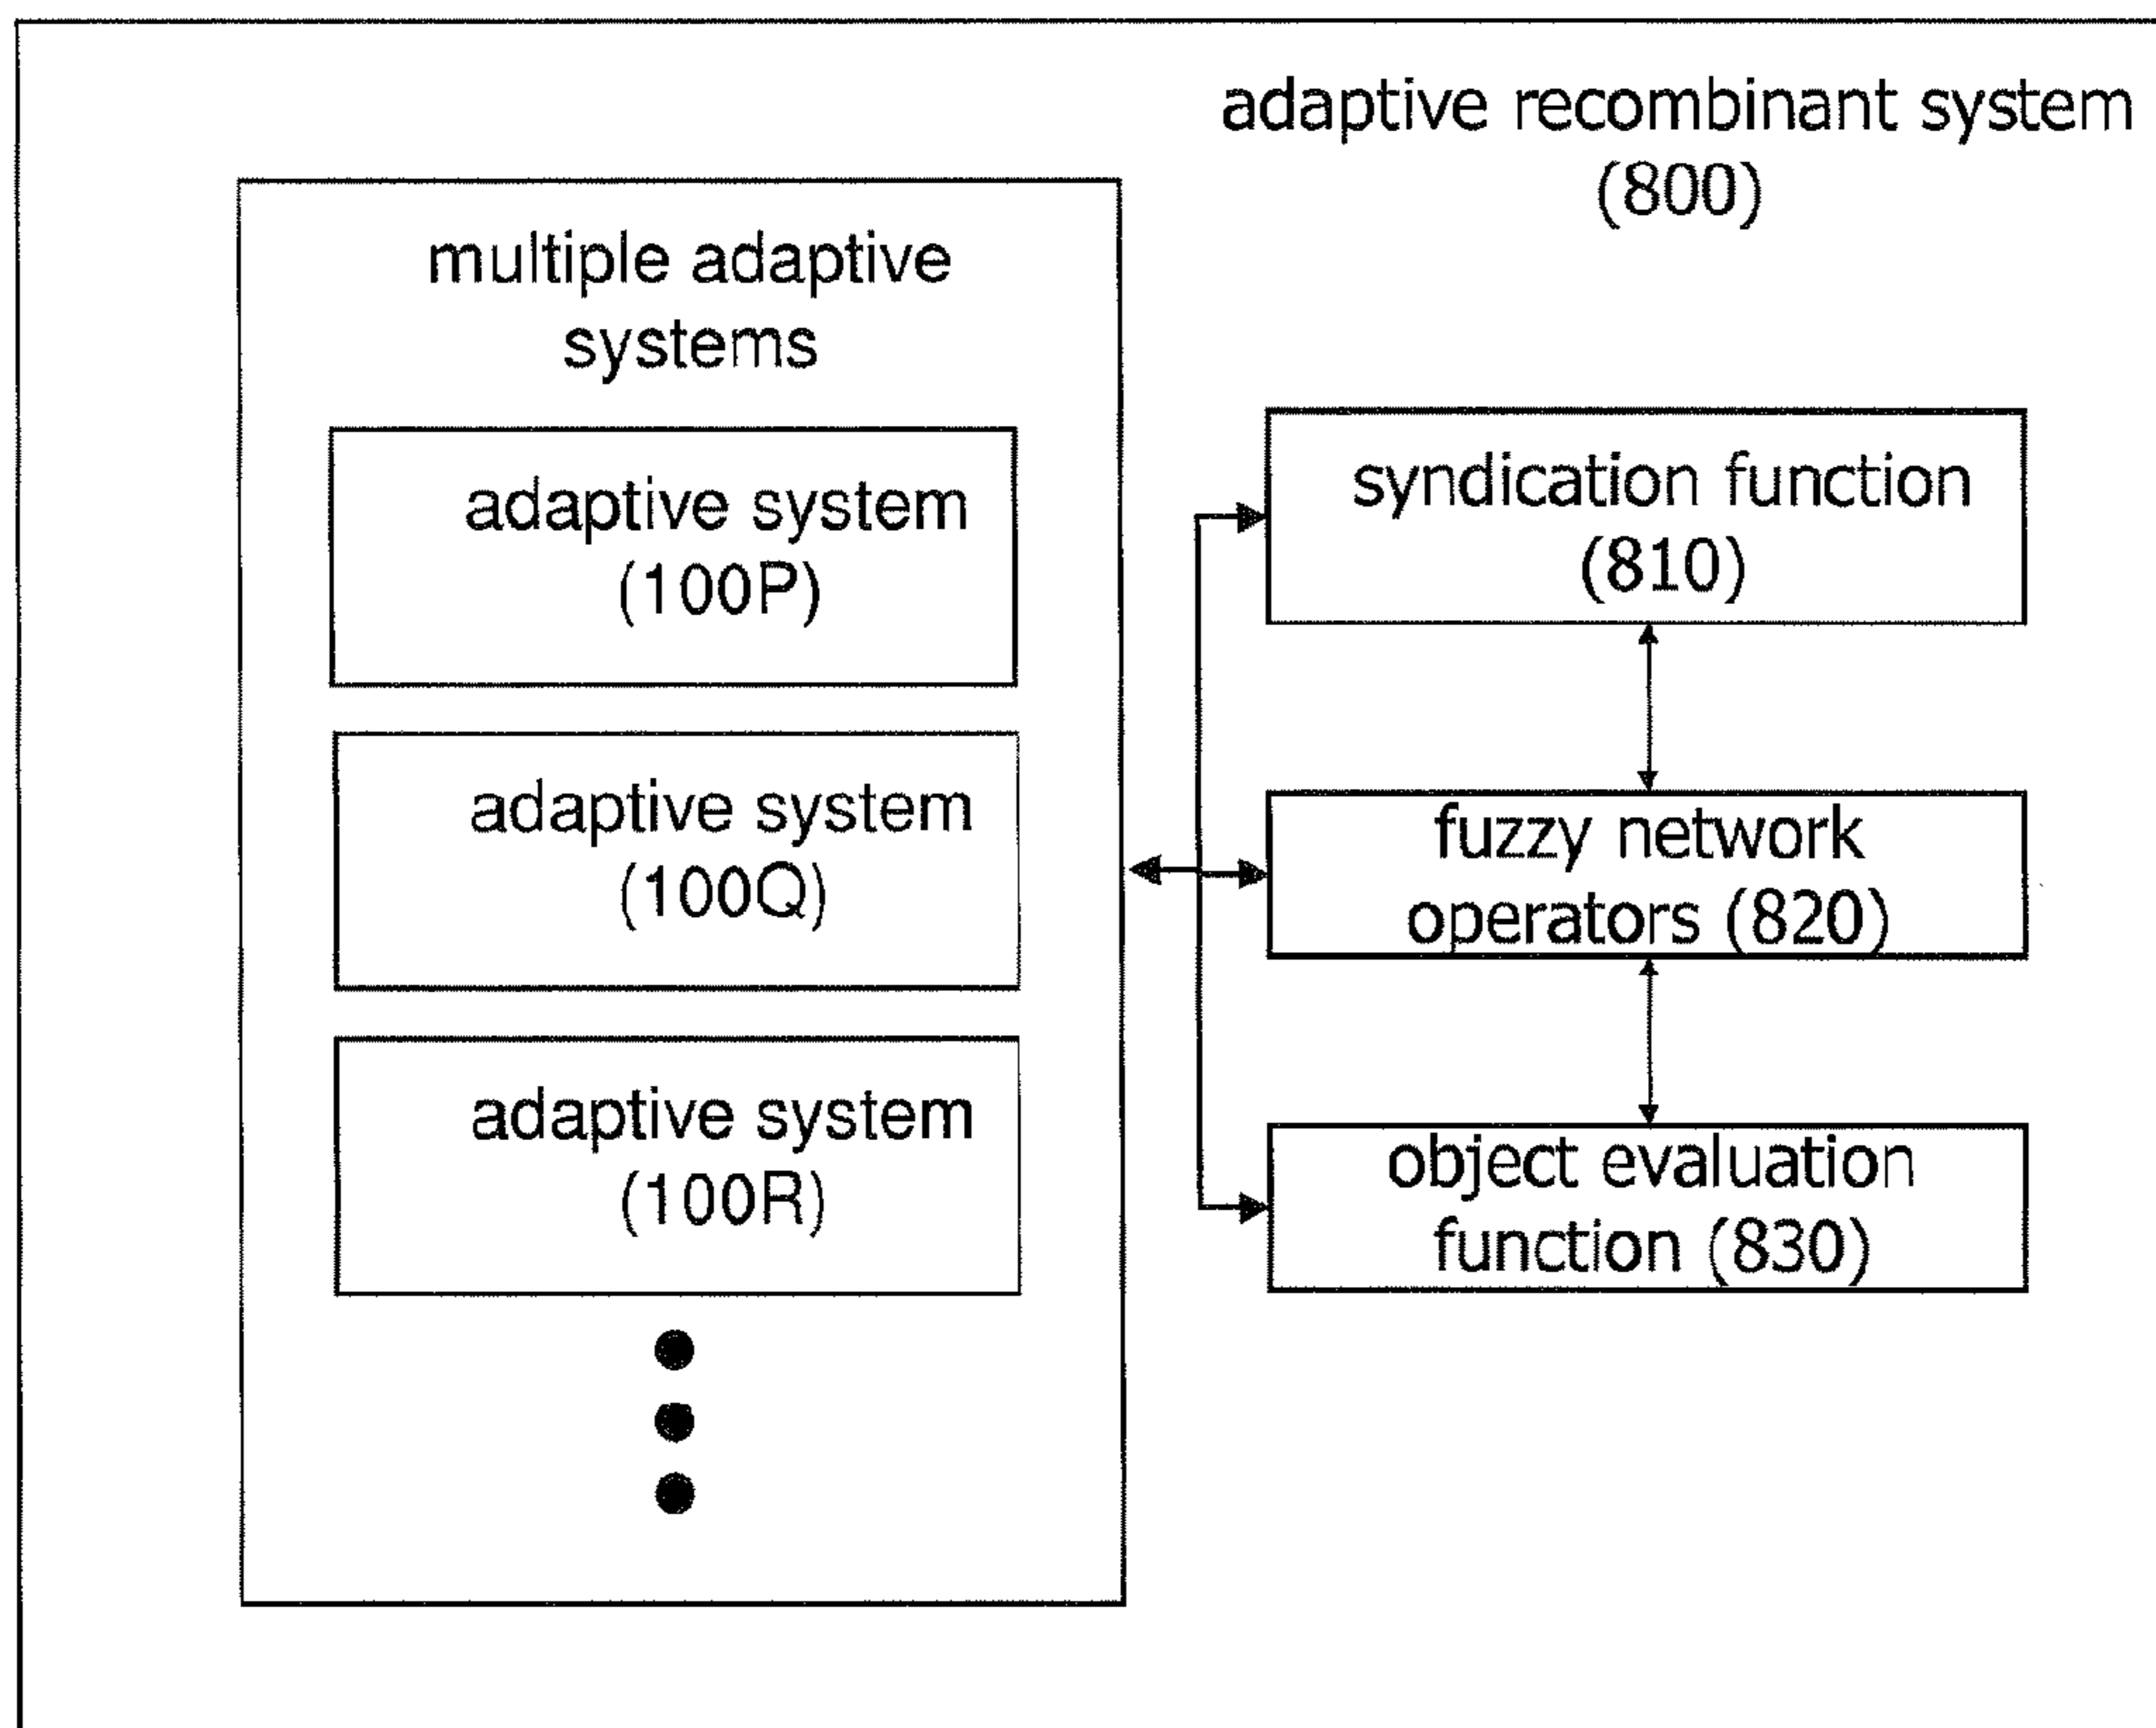 adaptive recombinant system
(800)
multiple adaptive
systems
adaptive system
(100P)
adaptive system
(100Q)
adaptive system
(100R)
syndication function
(810)
fuzzy network
operators (820)
object evaluation
function (830)